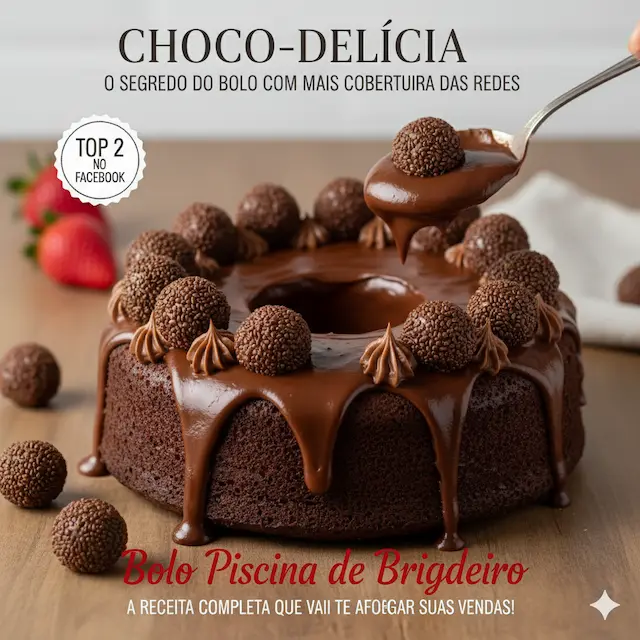 CHOCO-DELÍCIA
O SEGREDO DO BOLO COM MAIS COBERTUIRA DAS REDES
TOP 2
NO
FACEBOOK
Bolo Piscina de Brigdeiro
A RECEITA COMPLETA QUE VAII TE AFOGAR SUAS VENDAS!